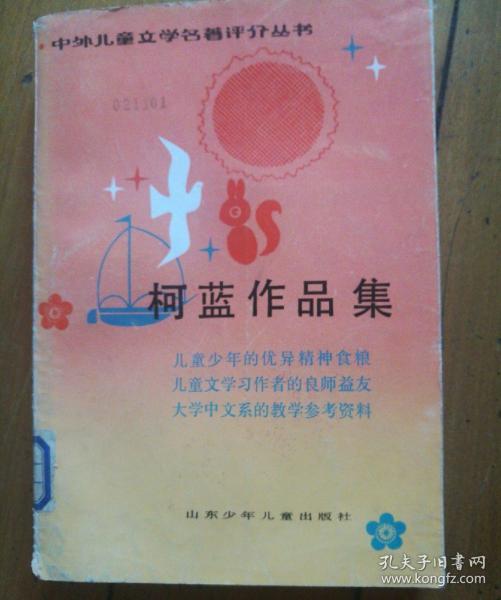 中外儿童文学名著评介丛书
021101
柯蓝作品集
儿童少年的优异精神食粮
儿童文学习作者的良师益友
大学中文系的教学参考资料
山东少年儿童出版社
孔夫子旧书网
www.kongfz.com